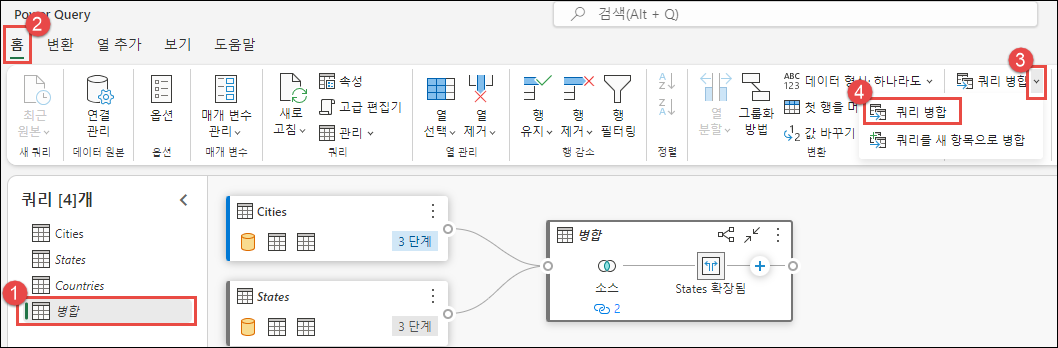 Power Query
검색(Alt + Q)
2
홈 변환 열 추가 보기 도움말
3
최근 원본
새 쿼리
연결 관리
데이터 원본
옵션
옵션
매개 변수 관리
매개 변수
새로 고침
속성
고급 편집기
관리
쿼리
열 선택
열 제거
열 관리
행 유지
행 제거
행 필터링
행 감소
정렬
열 분할
그룹화 방법
ABC 123 데이터 형식: 하나라도
첫 행을 머
1 2 값 바꾸기
변환
쿼리 병합
4
쿼리 병합
쿼리를 새 항목으로 병합
쿼리 [4]개
Cities
States
Countries
1
병합
Cities
3 단계
States
3 단계
병합
소스
2
States 확장됨